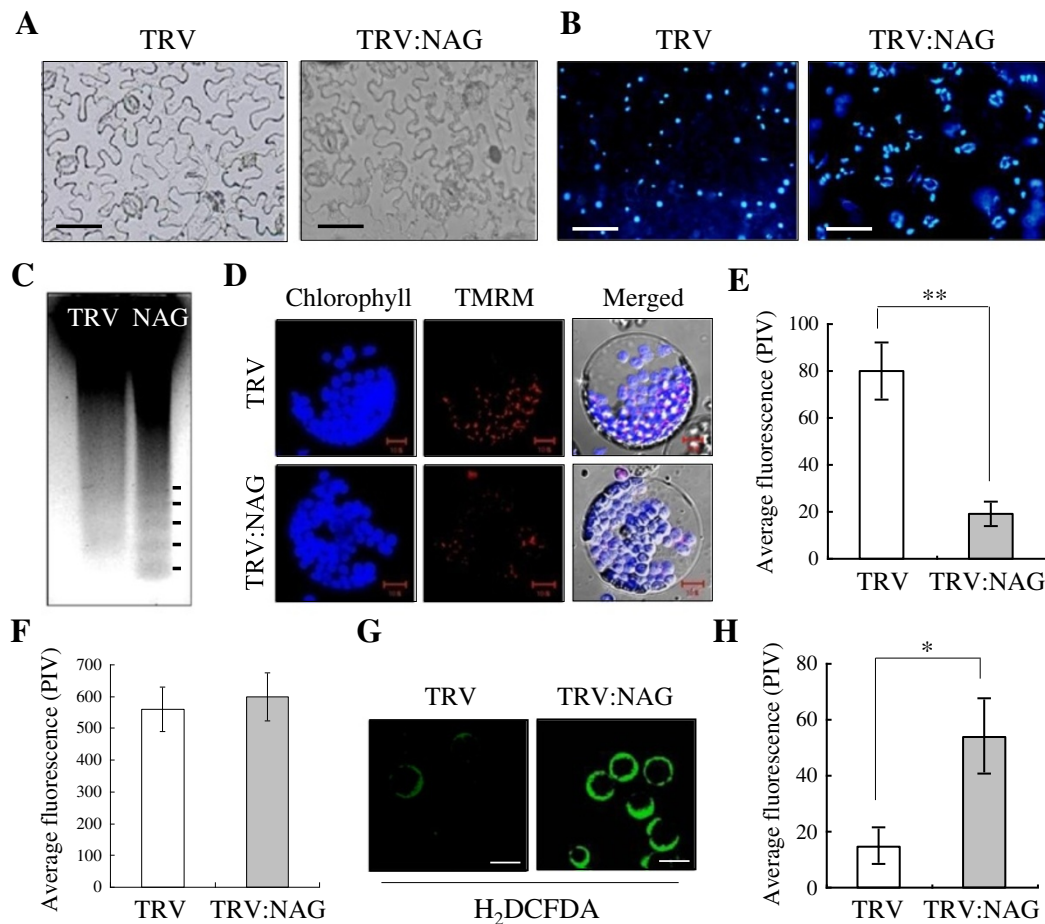 A
TRV
TRV:NAG
B
TRV
TRV:NAG
C
TRV NAG
D
Chlorophyll
TMRM
Merged
TRV
TRV:NAG
E
**
Average fluorescence (PIV)
100
80
60
40
20
0
TRV
TRV:NAG
F
Average fluorescence (PIV)
700
600
500
400
300
200
100
0
TRV
TRV:NAG
G
TRV
TRV:NAG
H₂DCFDA
H
*
Average fluorescence (PIV)
80
60
40
20
0
TRV
TRV:NAG